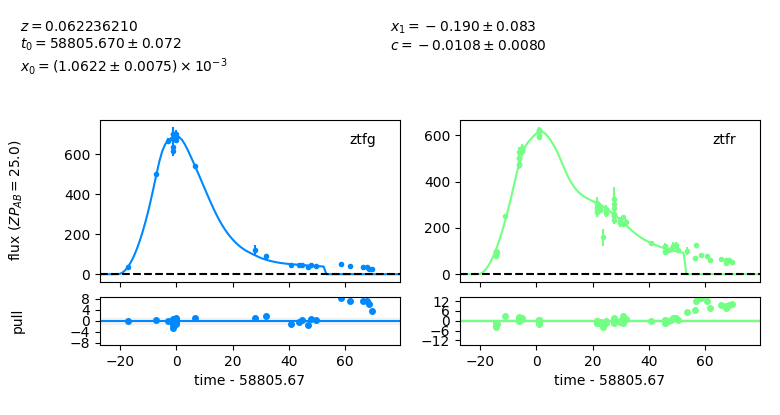 z = 0.062236210
t₀ = 58805.670 ± 0.072
x₀ = (1.0622 ± 0.0075) × 10⁻³
x₁ = −0.190 ± 0.083
c = −0.0108 ± 0.0080
flux (ZP_AB = 25.0)
ztfg
600
400
200
0
ztfr
600
400
200
0
pull
8
4
0
−4
−8
−20 0 20 40 60
time - 58805.67
12
6
0
−6
−12
−20 0 20 40 60
time - 58805.67